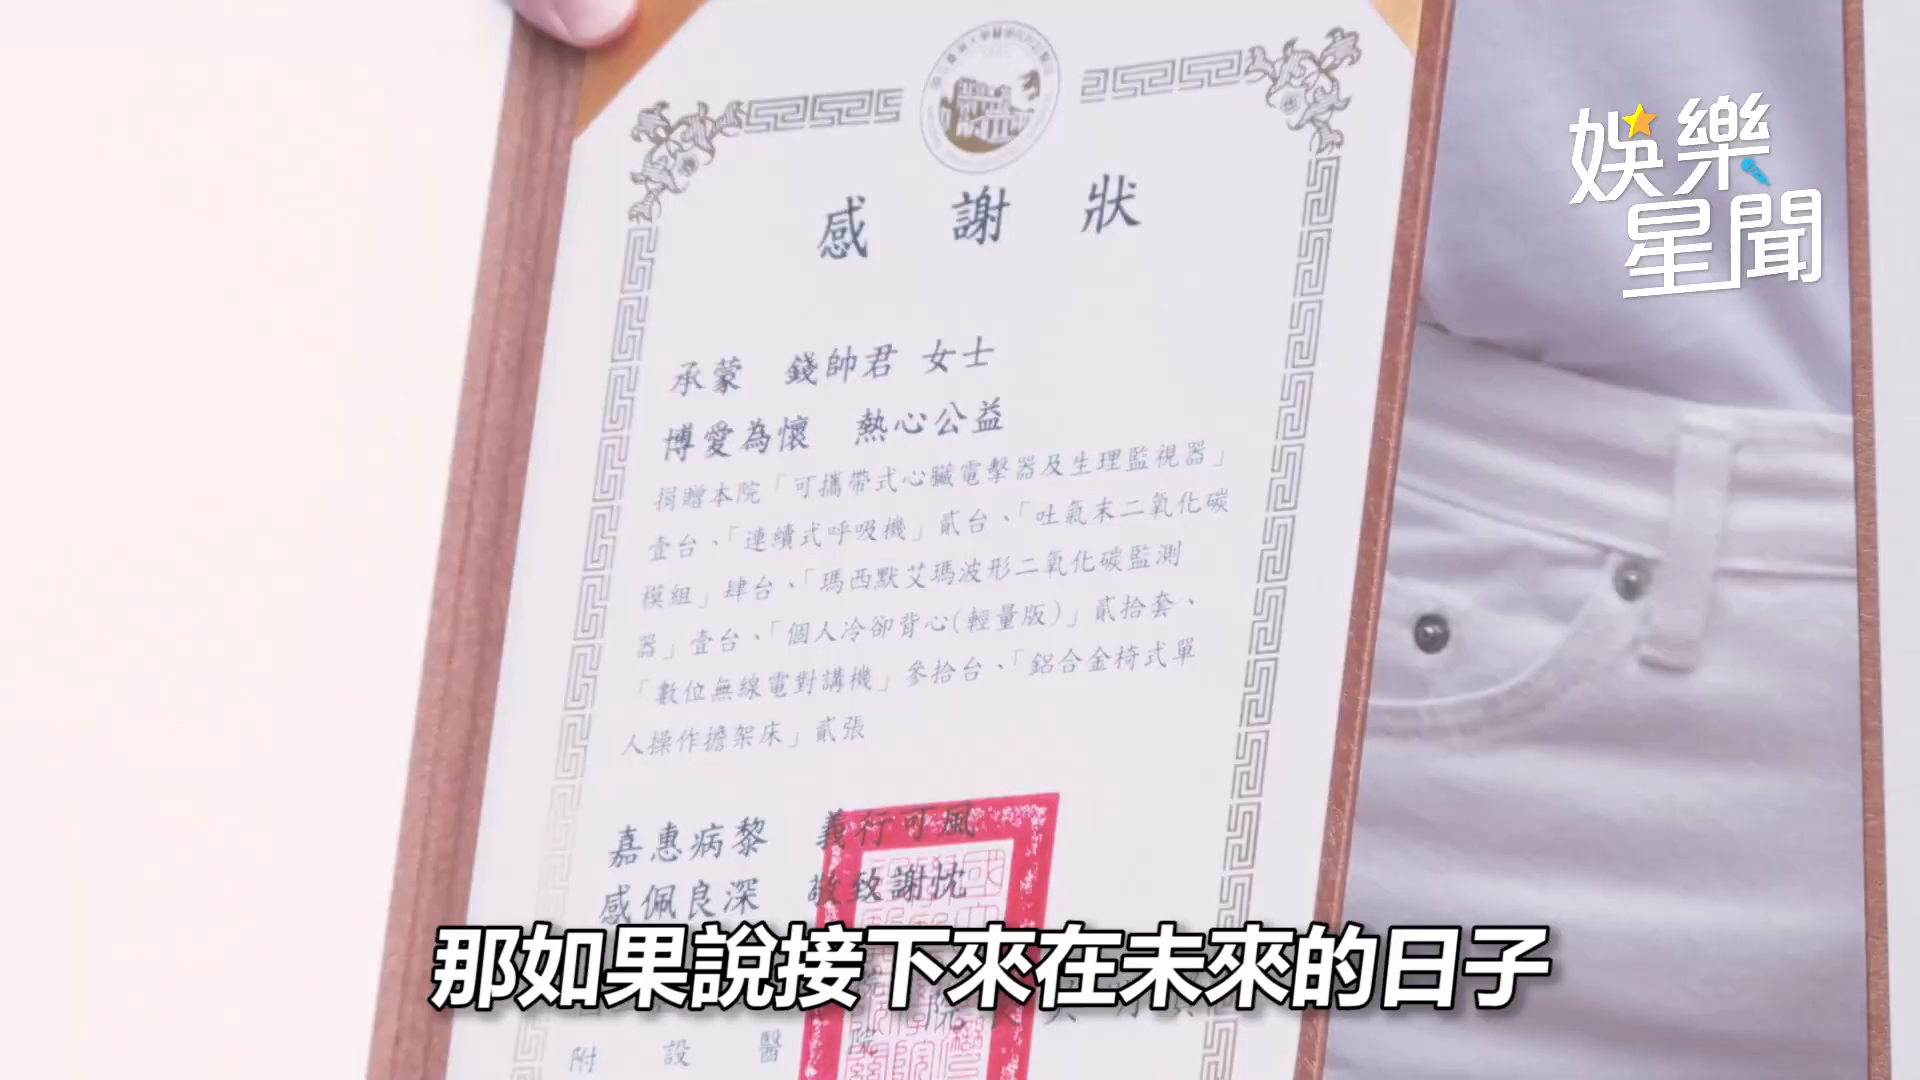 娛樂
星聞
感謝狀
承蒙 錢帥君 女士
博愛為懷 熱心公益
捐贈本院「可攜帶式心臟電擊器及生理監視器」
壹台、「連續式呼吸機」貳台、「吐氣末二氧化碳
模組」肆台、「瑪西默艾瑪波形二氧化碳監測
器」壹台、「個人冷卻背心(輕量版)」貳拾套、
「數位無線電對講機」參拾台、「鋁合金椅式單
人操作擔架床」貳張
嘉惠病黎 義行可風
感佩良深 敬致謝忱
那如果說接下來在未來的日子
附設醫院